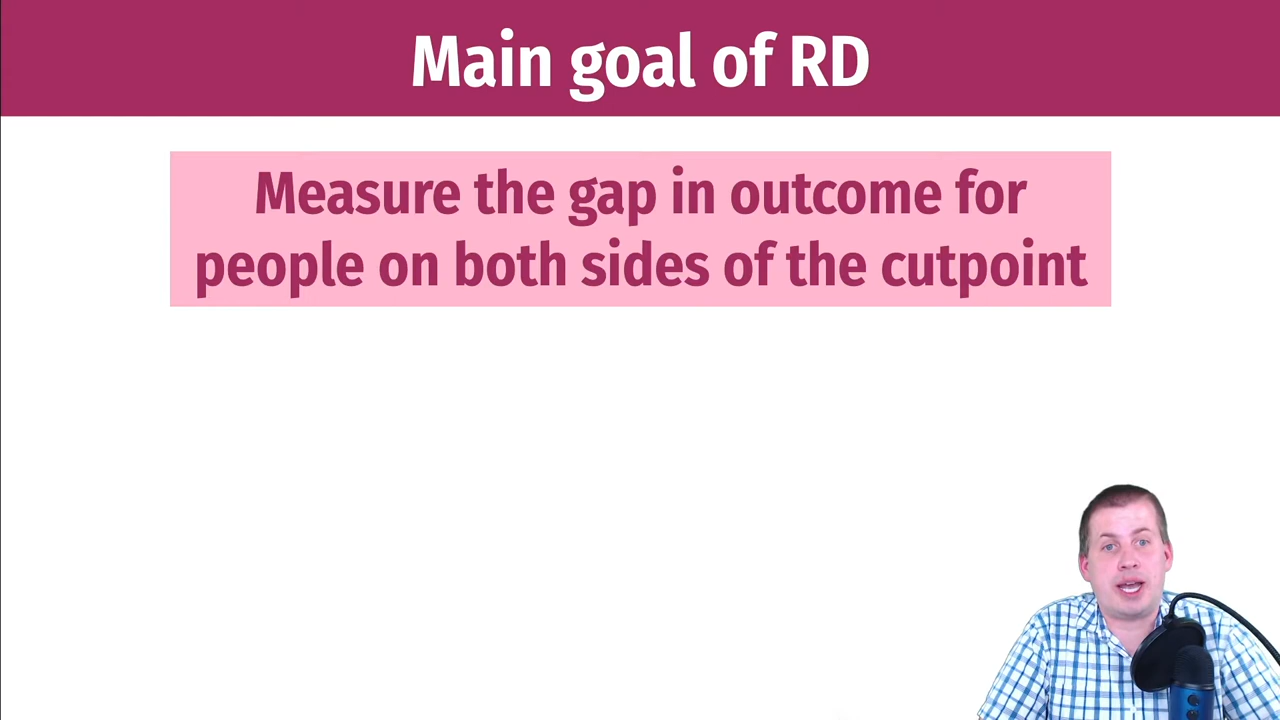 Main goal of RD
Measure the gap in outcome for
people on both sides of the cutpoint